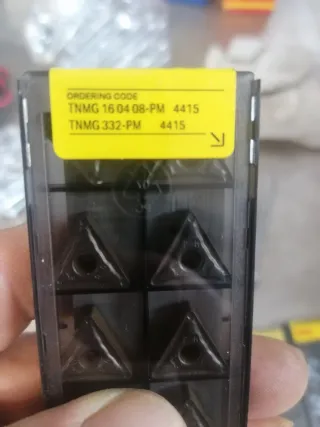 ORDERING CODE
TNMG 16 04 08-PM 4415
TNMG 332-PM 4415